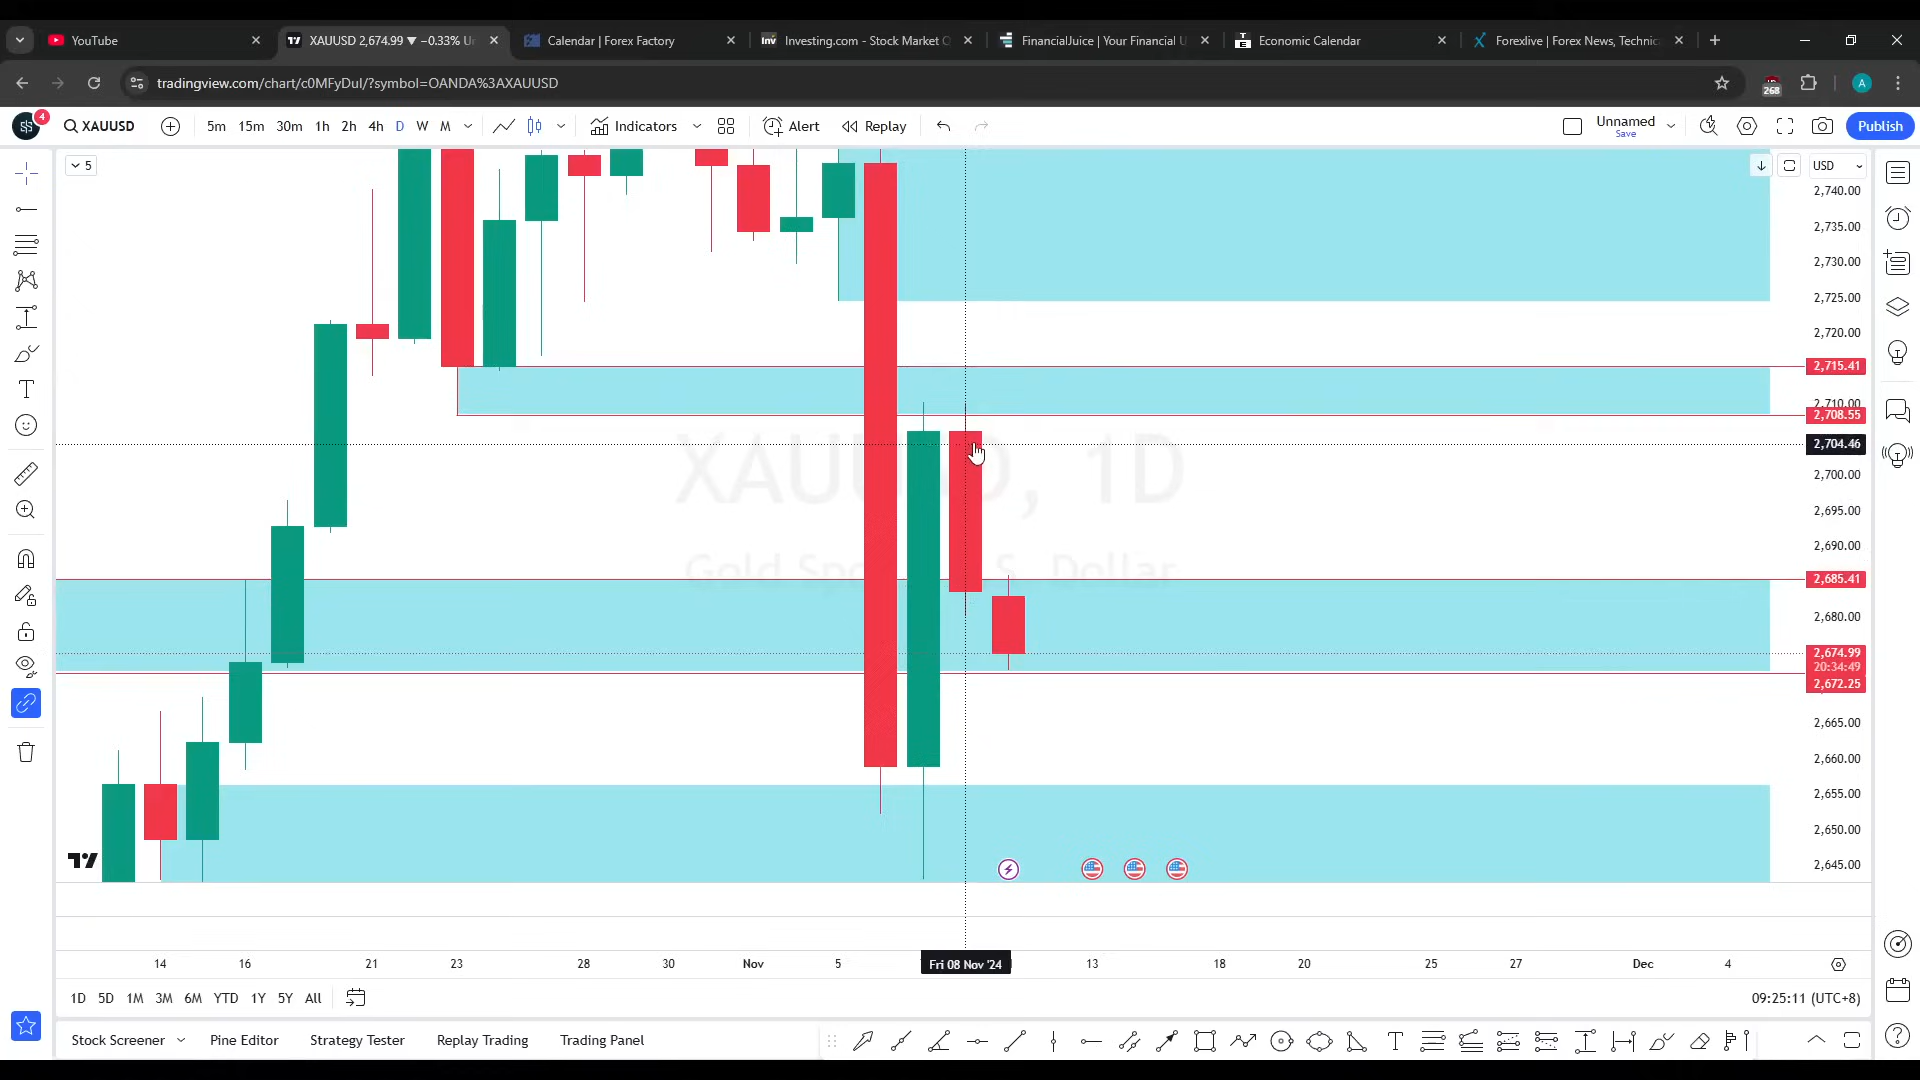 YouTube
XAUUSD 2,674.99 ▼ −0.33% Un
Calendar | Forex Factory
Inv Investing.com - Stock Market Q
FinancialJuice | Your Financial
Economic Calendar
Forexlive | Forex News, Technic
tradingview.com/chart/c0MFyDuI/?symbol=OANDA%3AXAUUSD
268
A
4
XAUUSD
5m 15m 30m 1h 2h 4h D W M
Indicators
Alert
Replay
Unnamed
Save
Publish
5
USD
2,740.00
2,735.00
2,730.00
2,725.00
2,720.00
2,715.41
2,710.00
2,708.55
2,704.46
2,700.00
2,695.00
2,690.00
2,685.41
2,680.00
2,674.99
20:34:49
2,672.25
2,665.00
2,660.00
2,655.00
2,650.00
2,645.00
XAUUSD, 1D
14 16 21 23 28 30 Nov 5 Fri 08 Nov '24 13 18 20 25 27 Dec 4
1D 5D 1M 3M 6M YTD 1Y 5Y All
09:25:11 (UTC+8)
Stock Screener Pine Editor Strategy Tester Replay Trading Trading Panel